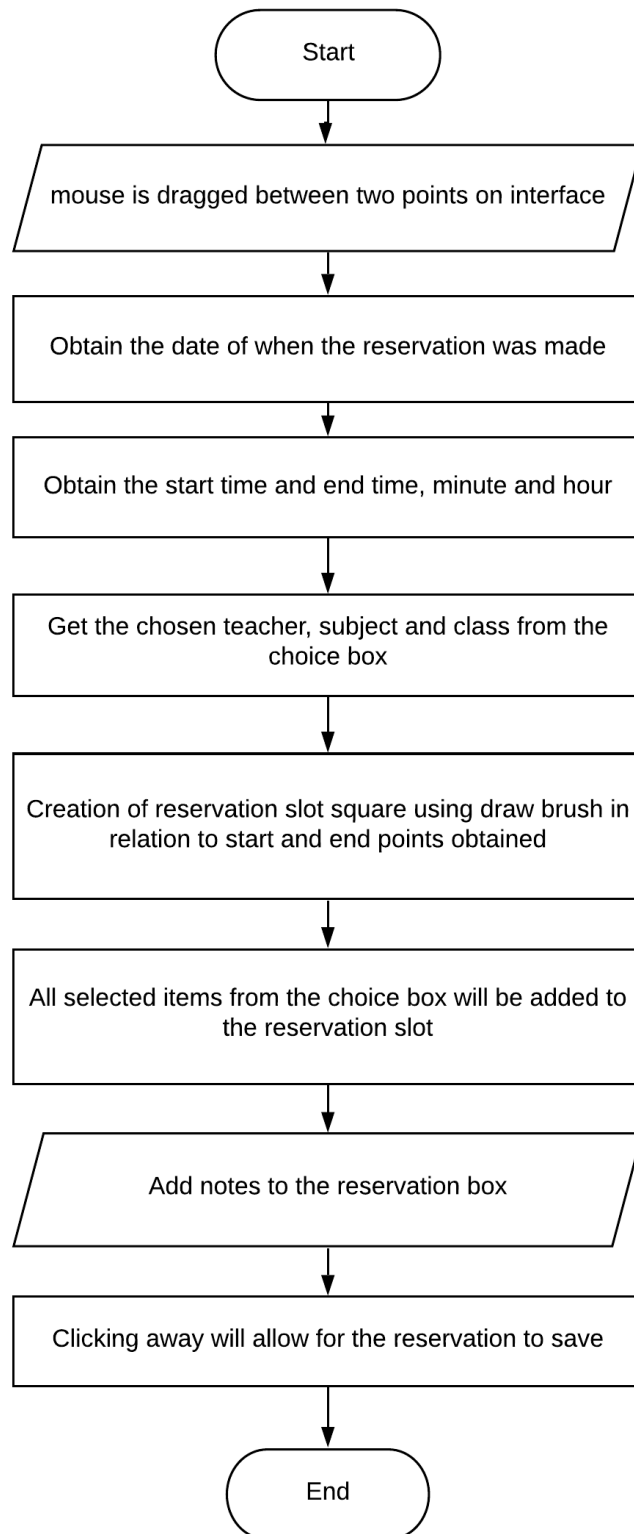 Start
mouse is dragged between two points on interface
Obtain the date of when the reservation was made
Obtain the start time and end time, minute and hour
Get the chosen teacher, subject and class from the
choice box
Creation of reservation slot square using draw brush in
relation to start and end points obtained
All selected items from the choice box will be added to
the reservation slot
Add notes to the reservation box
Clicking away will allow for the reservation to save
End